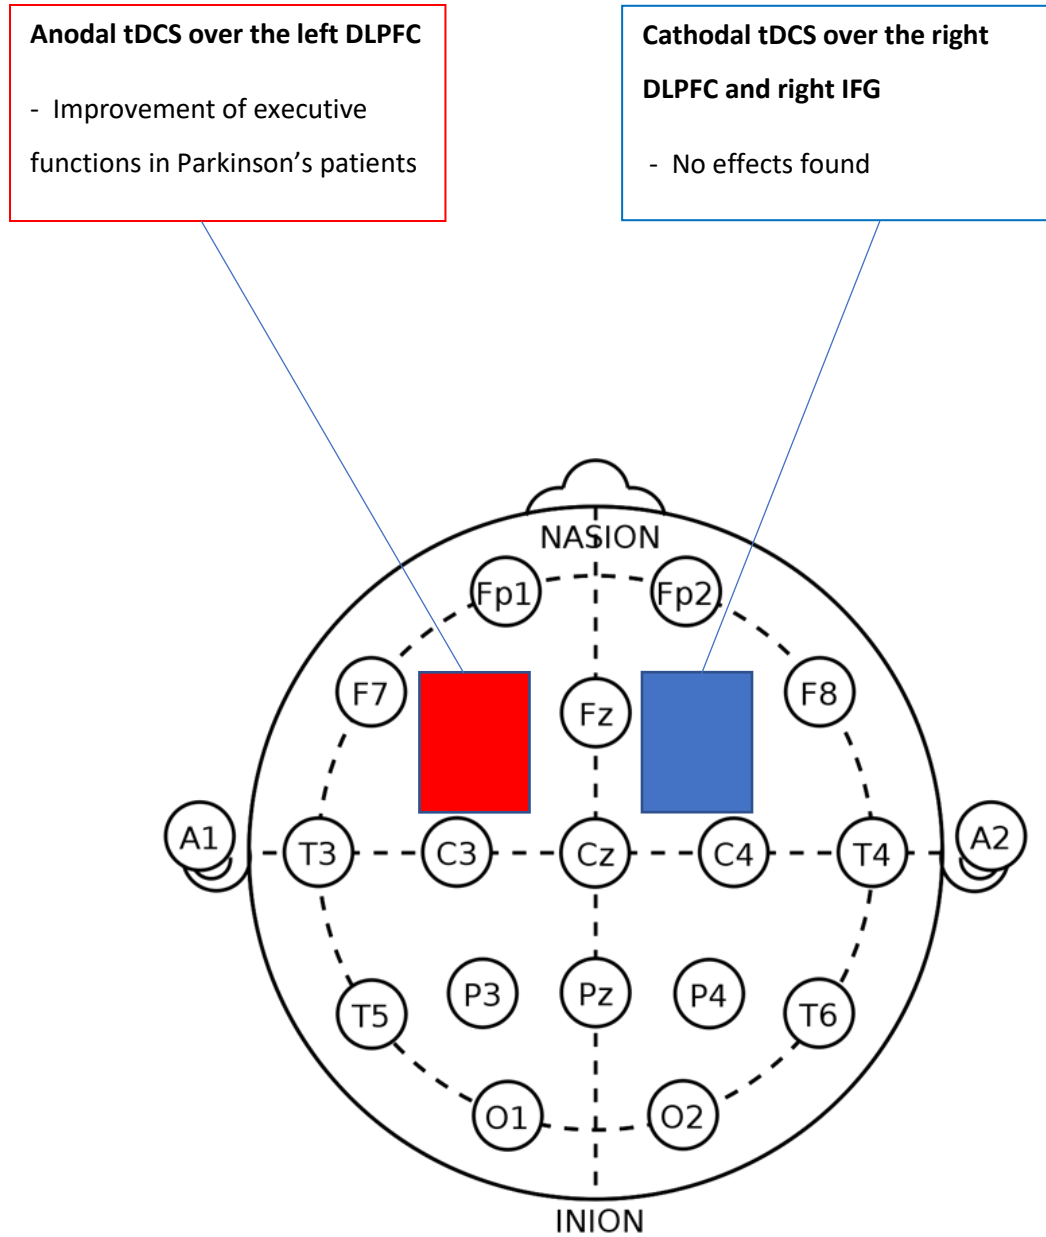 Anodal tDCS over the left DLPFC
- Improvement of executive
functions in Parkinson's patients
Cathodal tDCS over the right
DLPFC and right IFG
- No effects found
NASION
Fp1 Fp2
F7 Fz F8
A1 T3 C3 Cz C4 T4 A2
T5 P3 Pz P4 T6
O1 O2
INION